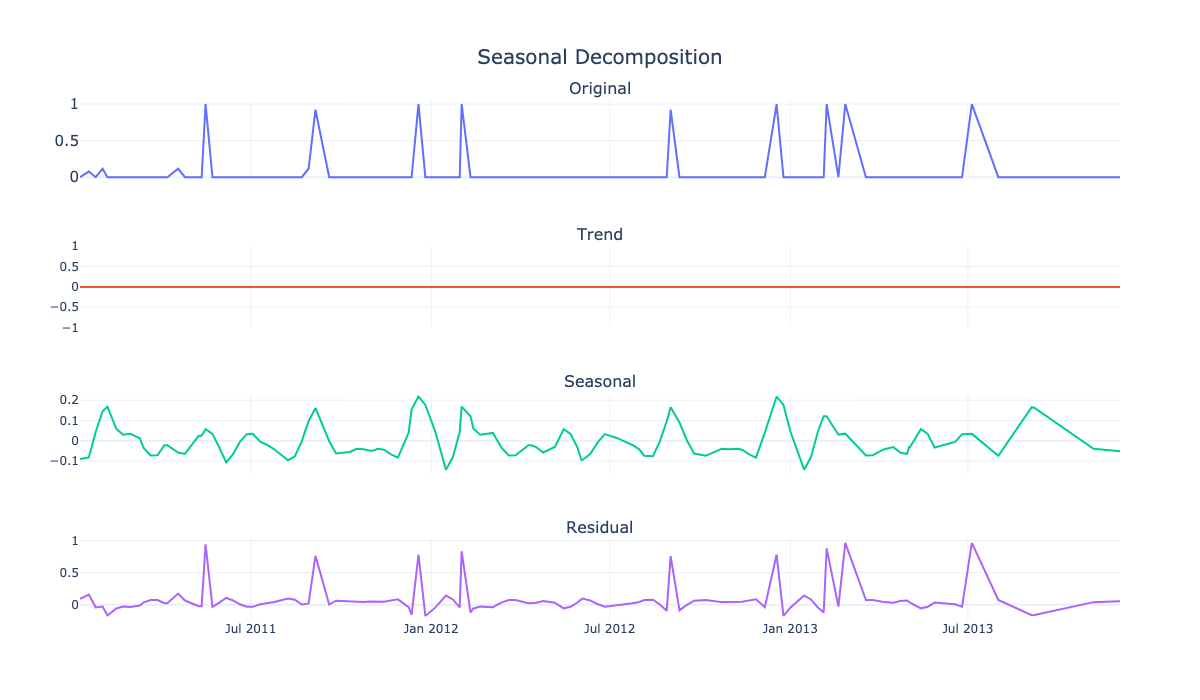 Seasonal Decomposition
Original
1
0.5
0
Trend
1
0.5
0
−0.5
−1
Seasonal
0.2
0.1
0
−0.1
Residual
1
0.5
0
Jul 2011
Jan 2012
Jul 2012
Jan 2013
Jul 2013